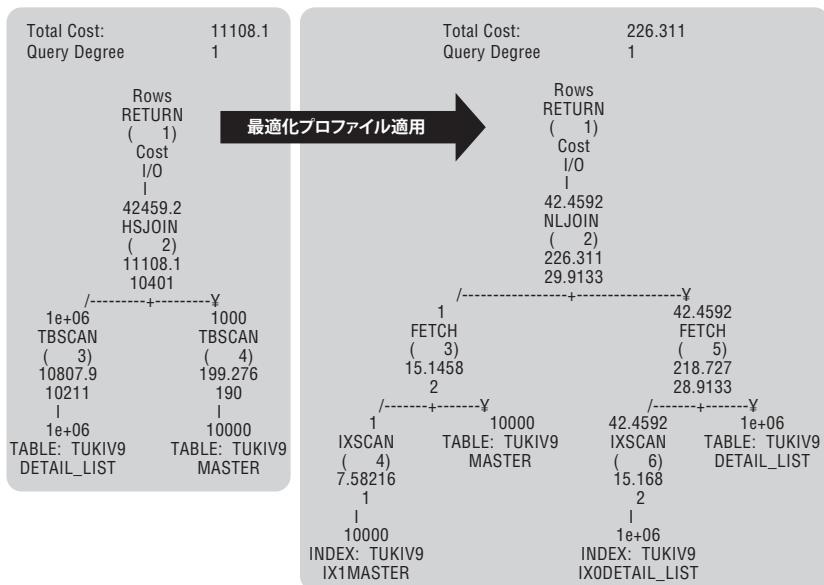 Total Cost: 11108.1
Query Degree 1
Rows
RETURN
( 1)
Cost
I/O
I
42459.2
HSJOIN
( 2)
11108.1
10401
/---------+---------¥
1e+06 1000
TBSCAN TBSCAN
( 3) ( 4)
10807.9 199.276
10211 190
I I
1e+06 10000
TABLE: TUKIV9 TABLE: TUKIV9
DETAIL_LIST MASTER
最適化プロファイル適用
Total Cost: 226.311
Query Degree 1
Rows
RETURN
( 1)
Cost
I/O
I
42.4592
NLJOIN
( 2)
226.311
29.9133
/-----------------+-----------------¥
1 42.4592
FETCH FETCH
( 3) ( 5)
15.1458 218.727
2 28.9133
/-------+-------¥ /-------+-------¥
1 10000 42.4592 1e+06
IXSCAN TABLE: TUKIV9 IXSCAN TABLE: TUKIV9
( 4) MASTER ( 6) DETAIL_LIST
7.58216 15.168
1 2
I I
10000 1e+06
INDEX: TUKIV9 INDEX: TUKIV9
IX1MASTER IX0DETAIL_LIST